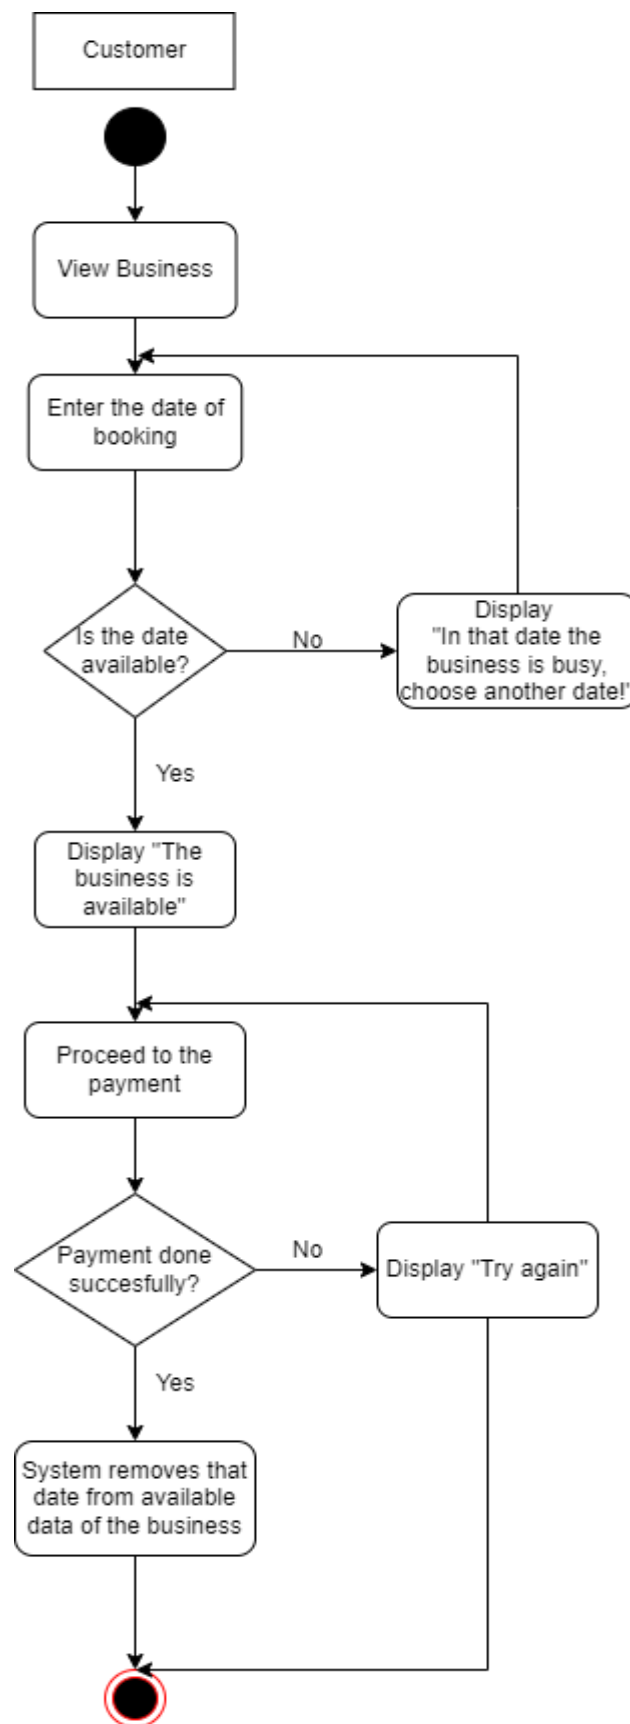 Customer
View Business
Enter the date of
booking
Is the date
available?
No
Display
"In that date the
business is busy,
choose another date!"
Yes
Display "The
business is
available"
Proceed to the
payment
Payment done
succesfully?
No
Display "Try again"
Yes
System removes that
date from available
data of the business